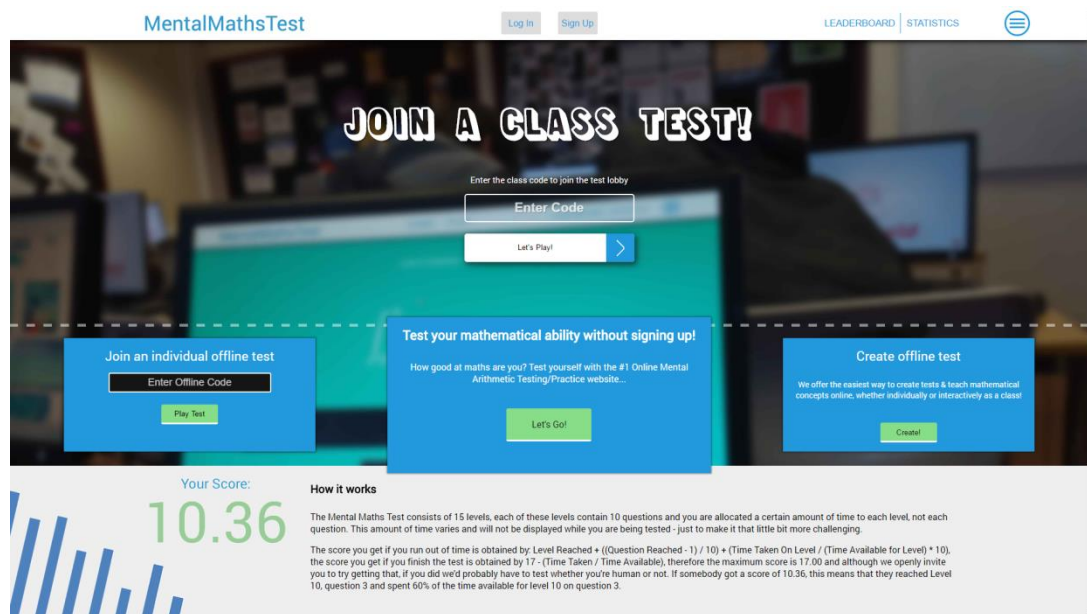 MentalMathsTest
Log In
Sign Up
LEADERBOARD
STATISTICS
JOIN A CLASS TEST!
Enter the class code to join the test lobby
Enter Code
Let's Play!
Join an individual offline test
Enter Offline Code
Play Test
Test your mathematical ability without signing up!
How good at maths are you? Test yourself with the #1 Online Mental
Arithmetic Testing/Practice website...
Let's Go!
Create offline test
We offer the easiest way to create tests & teach mathematical
concepts online, whether individually or interactively as a class!
Create!
Your Score:
10.36
How it works
The Mental Maths Test consists of 15 levels, each of these levels contain 10 questions and you are allocated a certain amount of time to each level, not each
question. This amount of time varies and will not be displayed while you are being tested - just to make it that little bit more challenging.
The score you get if you run out of time is obtained by: Level Reached + ((Question Reached - 1) / 10) + (Time Taken On Level / (Time Available for Level) * 10),
the score you get if you finish the test is obtained by 17 - (Time Taken / Time Available), therefore the maximum score is 17.00 and although we openly invite
you to try getting that, if you did we'd probably have to test whether you're human or not. If somebody got a score of 10.36, this means that they reached Level
10, question 3 and spent 60% of the time available for level 10 on question 3.